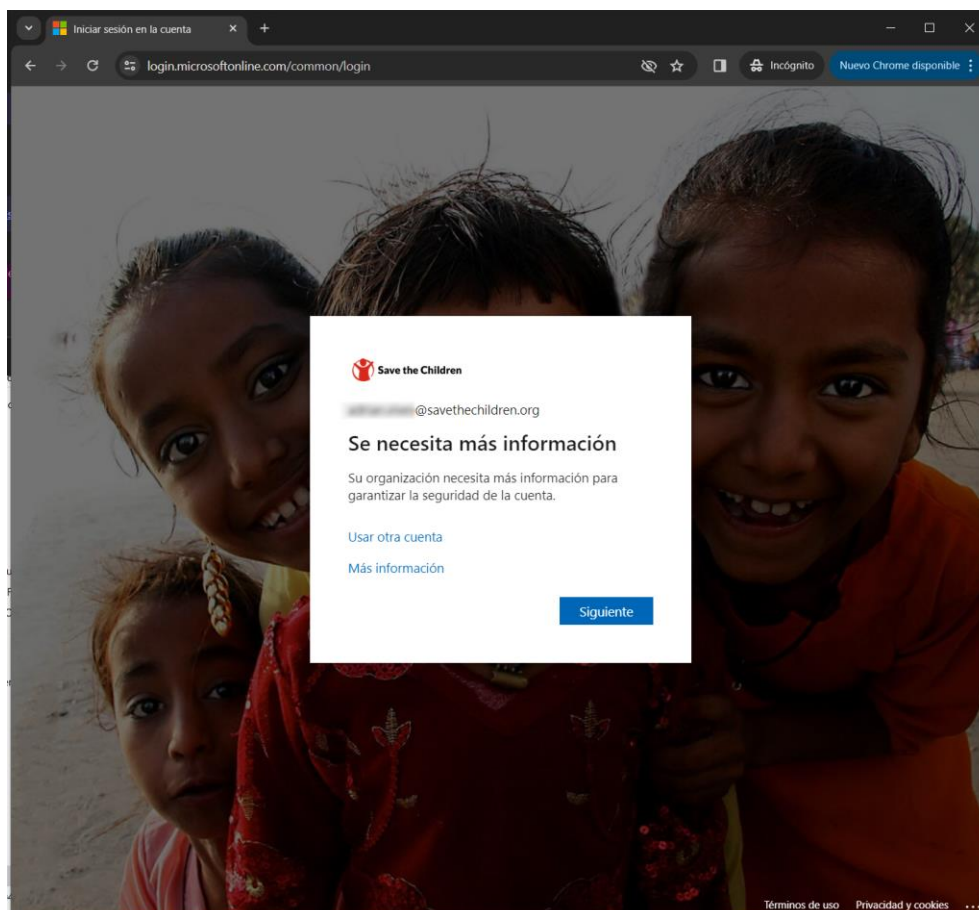 Iniciar sesión en la cuenta
login.microsoftonline.com/common/login
Incógnito
Nuevo Chrome disponible
Save the Children
@savethechildren.org
Se necesita más información
Su organización necesita más información para
garantizar la seguridad de la cuenta.
Usar otra cuenta
Más información
Siguiente
Términos de uso Privacidad y cookies ...